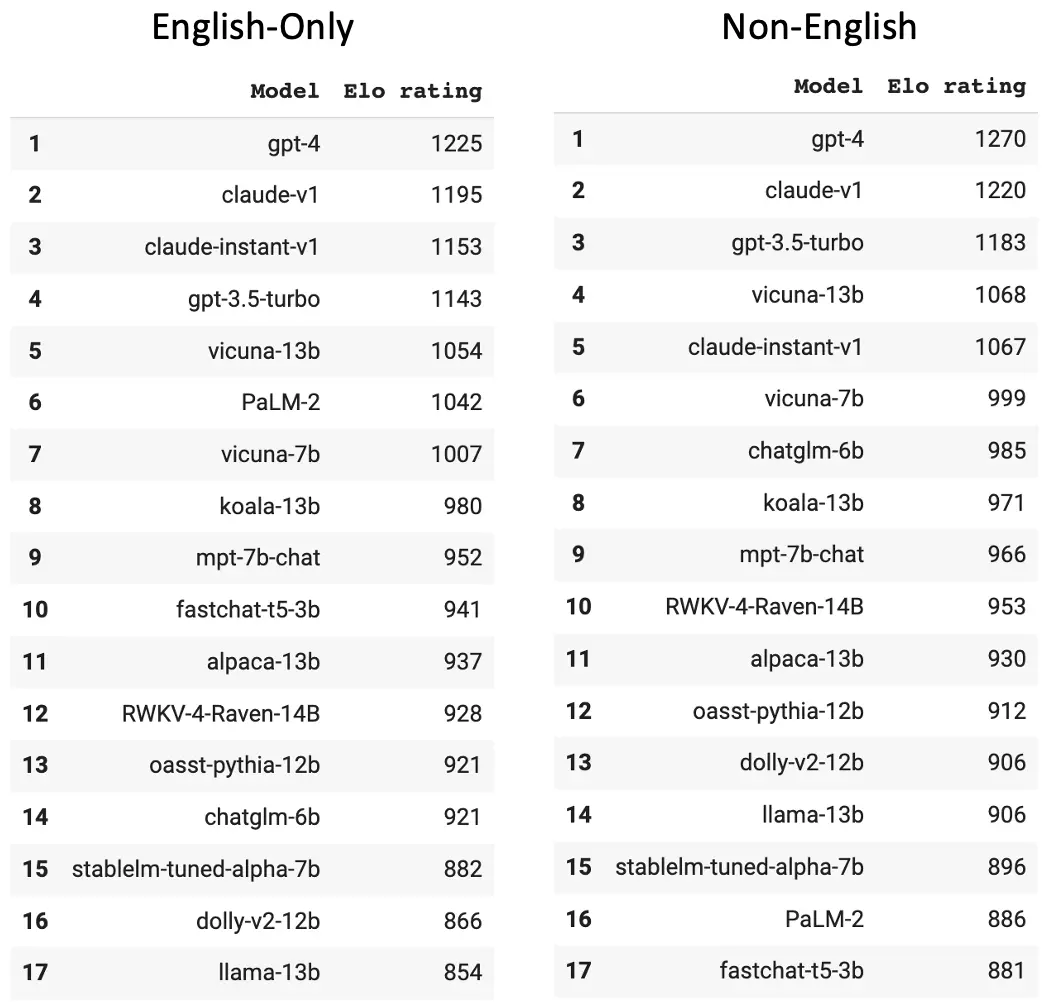 English-Only
Model Elo rating
1 gpt-4 1225
2 claude-v1 1195
3 claude-instant-v1 1153
4 gpt-3.5-turbo 1143
5 vicuna-13b 1054
6 PaLM-2 1042
7 vicuna-7b 1007
8 koala-13b 980
9 mpt-7b-chat 952
10 fastchat-t5-3b 941
11 alpaca-13b 937
12 RWKV-4-Raven-14B 928
13 oasst-pythia-12b 921
14 chatglm-6b 921
15 stablelm-tuned-alpha-7b 882
16 dolly-v2-12b 866
17 llama-13b 854
Non-English
Model Elo rating
1 gpt-4 1270
2 claude-v1 1220
3 gpt-3.5-turbo 1183
4 vicuna-13b 1068
5 claude-instant-v1 1067
6 vicuna-7b 999
7 chatglm-6b 985
8 koala-13b 971
9 mpt-7b-chat 966
10 RWKV-4-Raven-14B 953
11 alpaca-13b 930
12 oasst-pythia-12b 912
13 dolly-v2-12b 906
14 llama-13b 906
15 stablelm-tuned-alpha-7b 896
16 PaLM-2 886
17 fastchat-t5-3b 881